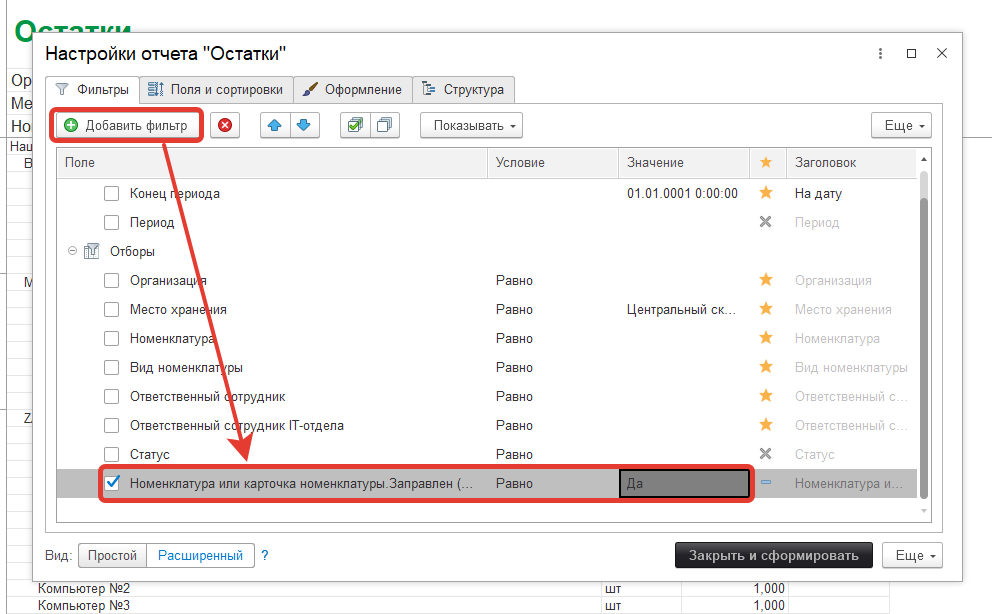 Остатки
Настройки отчета "Остатки"
Ор
Ме
Но
Фильтры Поля и сортировки Оформление Структура
Добавить фильтр Показывать Еще
Наш
В
М
Поле Условие Значение Заголовок
Конец периода 01.01.0001 0:00:00 На дату
Период Период
Отборы
Организация Равно Организация
Место хранения Равно Центральный ск... Место хранения
Номенклатура Равно Номенклатура
Вид номенклатуры Равно Вид номенклатуры
Ответственный сотрудник Равно Ответственный с...
Ответственный сотрудник IT-отдела Равно Ответственный с...
Статус Равно Статус
Номенклатура или карточка номенклатуры.Заправлен (... Равно Да Номенклатура и...
Вид: Простой Расширенный ? Закрыть и сформировать Еще
Компьютер №2 шт 1,000
Компьютер №3 шт 1,000